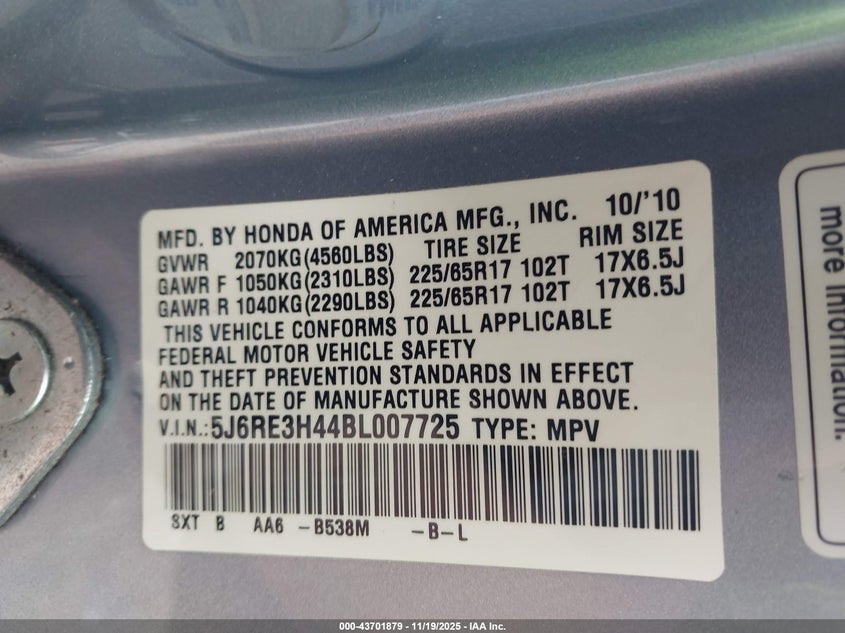 MFD. BY HONDA OF AMERICA MFG., INC. 10/'10
GVWR 2070KG(4560LBS) TIRE SIZE RIM SIZE
GAWR F 1050KG(2310LBS) 225/65R17 102T 17X6.5J
GAWR R 1040KG(2290LBS) 225/65R17 102T 17X6.5J
THIS VEHICLE CONFORMS TO ALL APPLICABLE
FEDERAL MOTOR VEHICLE SAFETY
AND THEFT PREVENTION STANDARDS IN EFFECT
ON THE DATE OF MANUFACTURE SHOWN ABOVE.
V.I.N.:5J6RE3H44BL007725 TYPE: MPV
SXT B AA6 -B538M -B-L
more information.
000-43701879 - 11/19/2025 - IAA Inc.